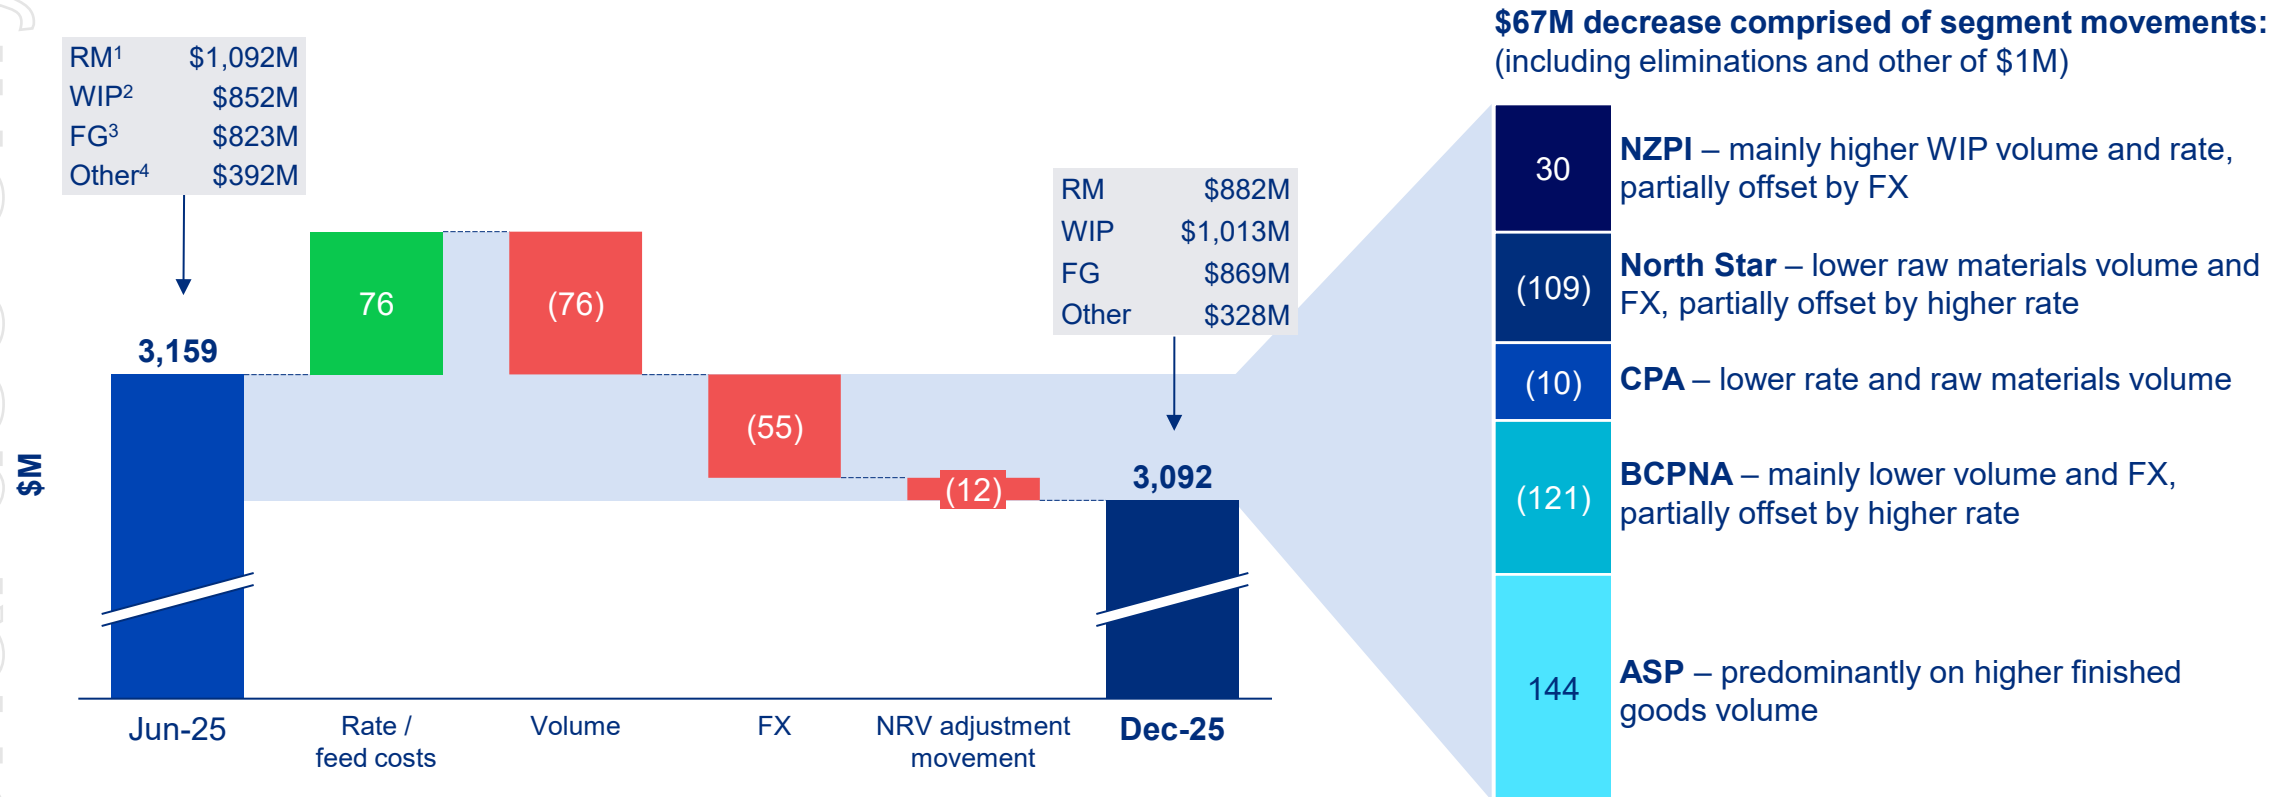 $67M decrease comprised of segment movements:
(including eliminations and other of $1M)
RM1 $1,092M
WIP2 $852M
FG3 $823M
Other4 $392M
RM $882M
WIP $1,013M
FG $869M
Other $328M
$M
3,159
76
(76)
(55)
(12)
3,092
Jun-25
Rate /
feed costs
Volume
FX
NRV adjustment
movement
Dec-25
30
NZPI – mainly higher WIP volume and rate,
partially offset by FX
(109)
North Star – lower raw materials volume and
FX, partially offset by higher rate
(10)
CPA – lower rate and raw materials volume
(121)
BCPNA – mainly lower volume and FX,
partially offset by higher rate
144
ASP – predominantly on higher finished
goods volume